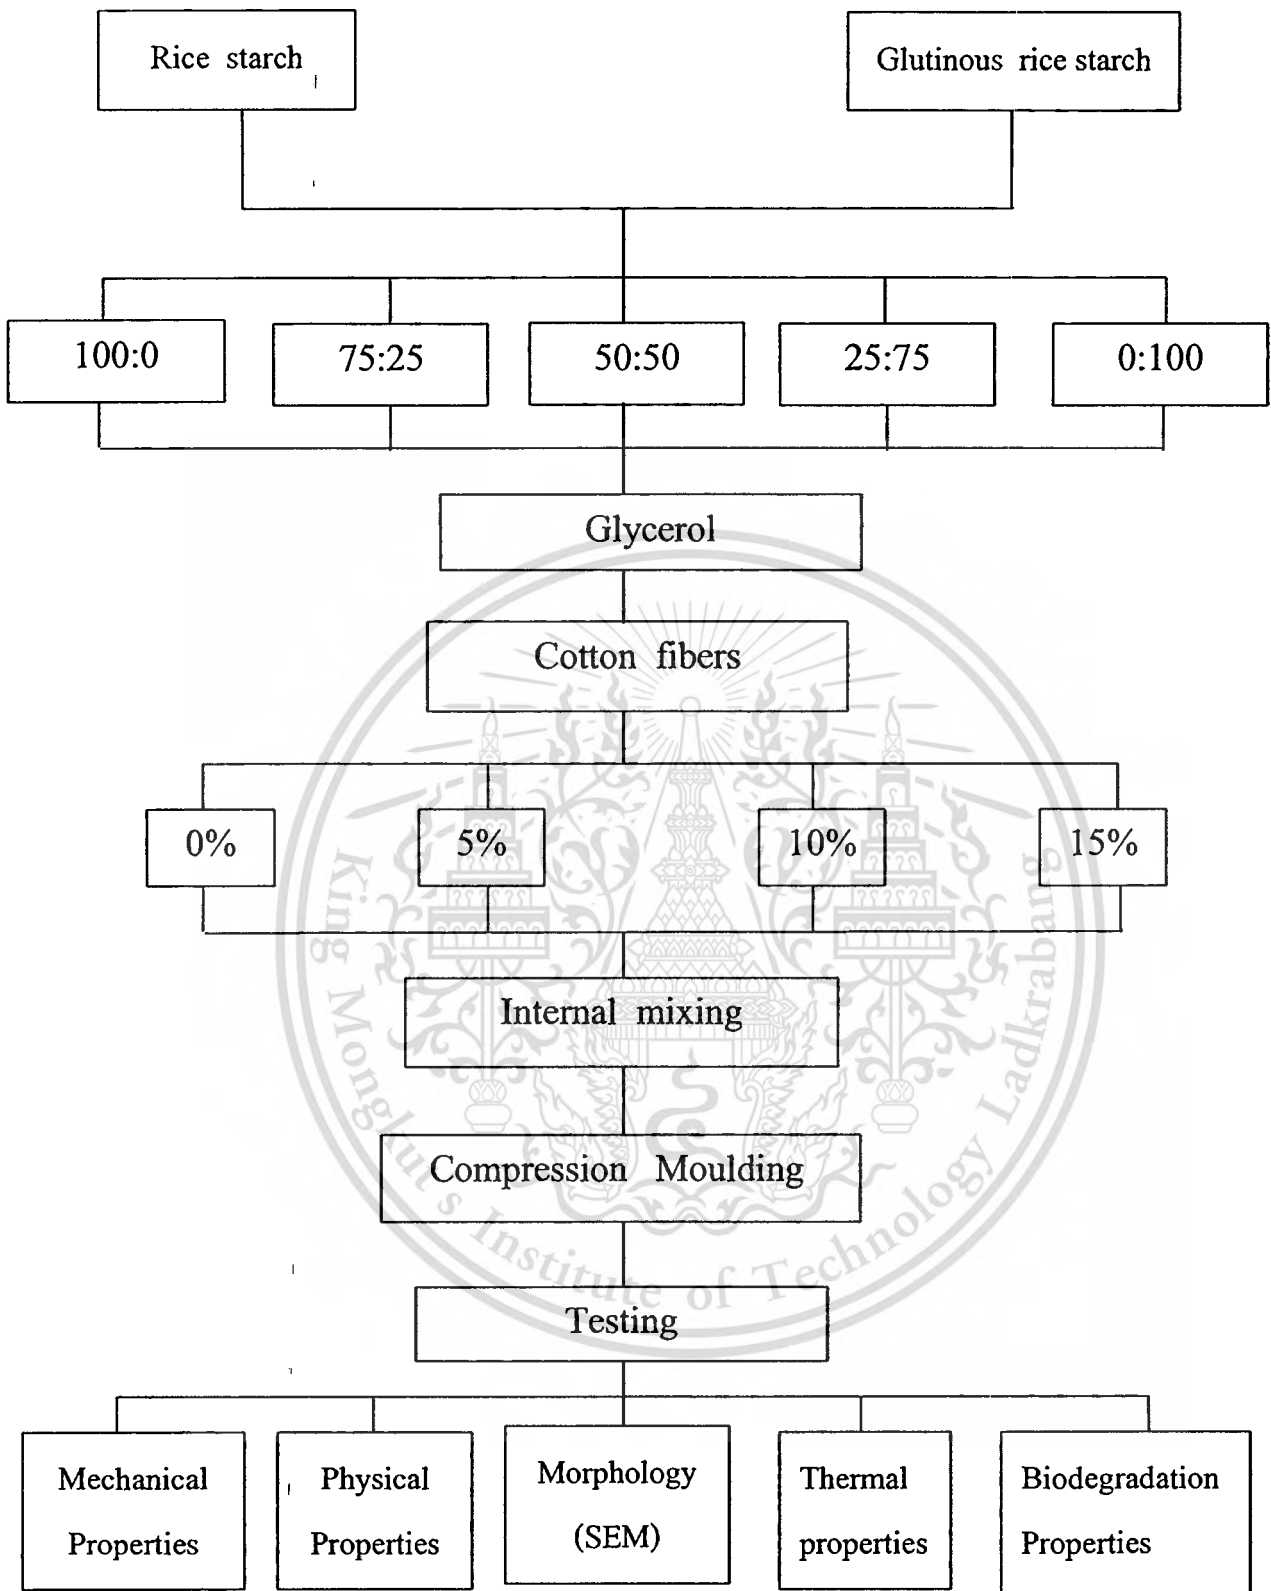 Rice starch
Glutinous rice starch
100:0
75:25
50:50
25:75
0:100
Glycerol
Cotton fibers
0%
5%
10%
15%
Internal mixing
Compression Moulding
Testing
Mechanical
Properties
Physical
Properties
Morphology
(SEM)
Thermal
properties
Biodegradation
Properties
King Mongkut's Institute of Technology Ladkrabang